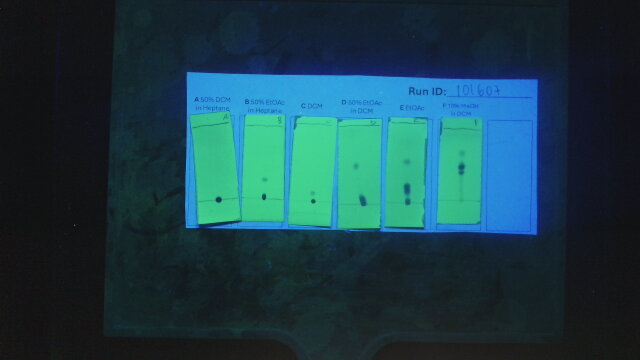 Run ID: 101607
A 50% DCM in Heptane
B 50% EtOAc in Heptane
C DCM
D 50% EtOAc in DCM
E EtOAc
F 10% MeOH in DCM
A
B